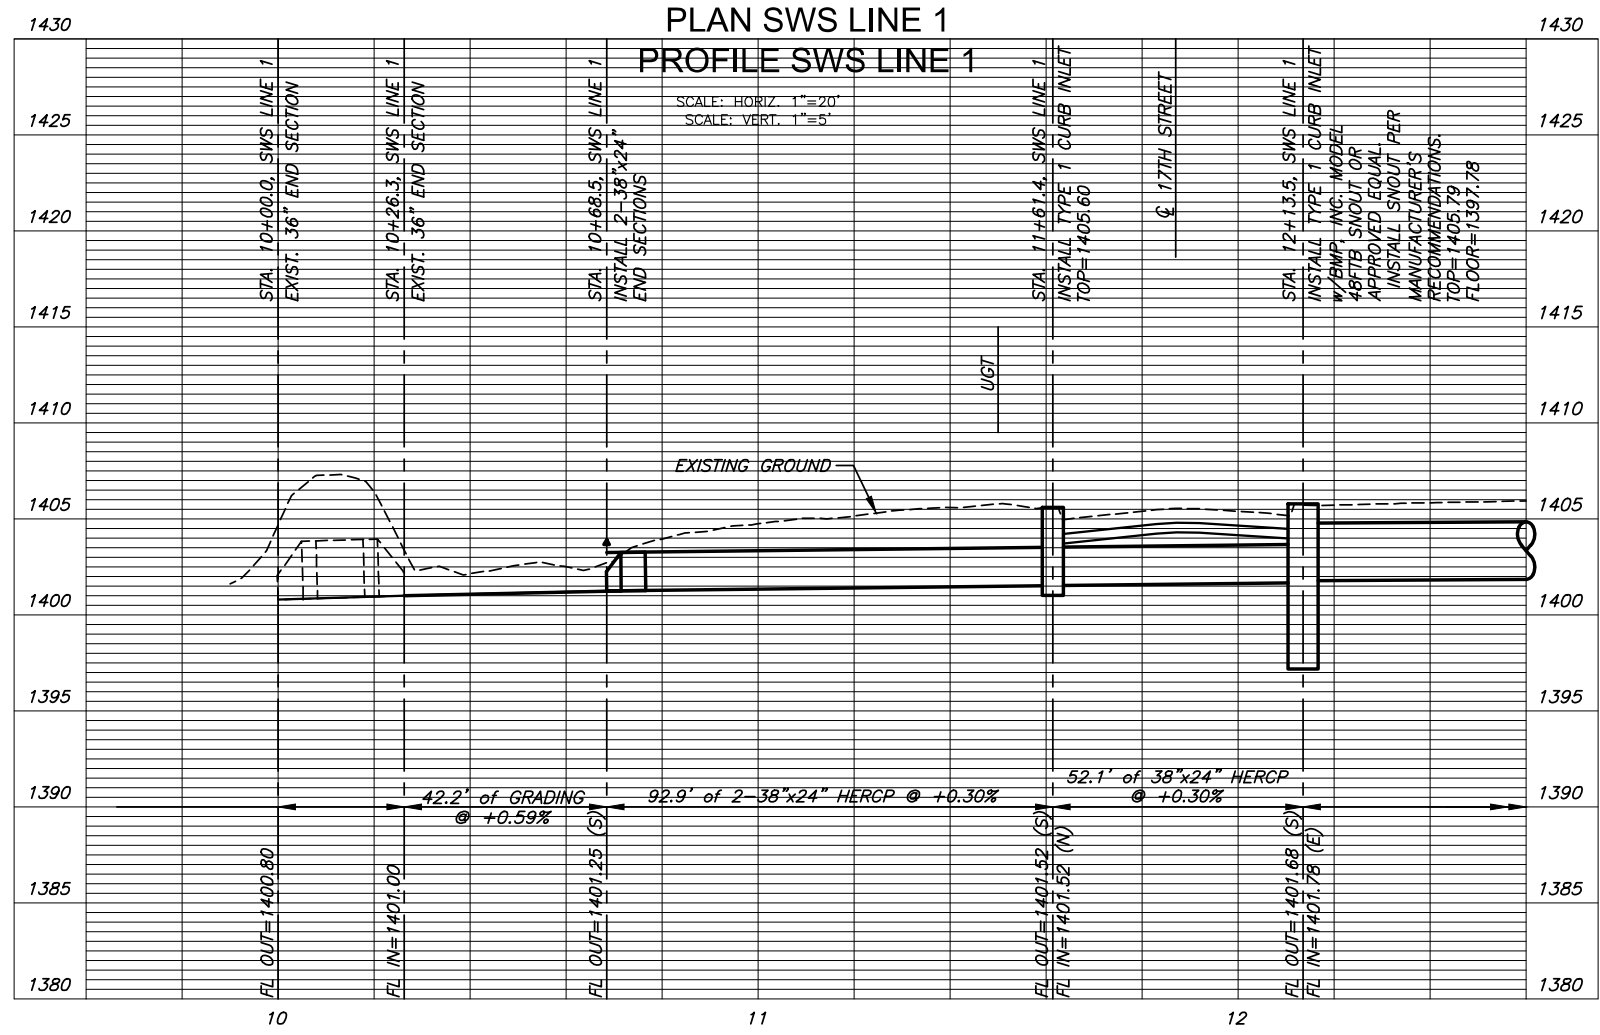 PLAN SWS LINE 1
PROFILE SWS LINE 1
SCALE: HORIZ. 1"=20'
SCALE: VERT. 1"=5'
1430
1430
1425
1425
1420
1420
1415
1415
1410
1410
1405
1405
1400
1400
1395
1395
1390
1390
1385
1385
1380
1380
STA. 10+00.0, SWS LINE 1
EXIST. 36" END SECTION
STA. 10+26.3, SWS LINE 1
EXIST. 36" END SECTION
STA. 10+68.5, SWS LINE 1
INSTALL 2-38"x24"
END SECTIONS
STA. 11+61.4, SWS LINE 1
INSTALL TYPE 1 CURB INLET
TOP=1405.60
℄ 17TH STREET
STA. 12+13.5, SWS LINE 1
INSTALL TYPE 1 CURB INLET
W/BMP, INC. MODEL
48FTB SNOUT OR
APPROVED EQUAL.
INSTALL SNOUT PER
MANUFACTURER'S
RECOMMENDATIONS.
TOP=1405.79
FLOOR=1397.78
UGT
EXISTING GROUND
42.2' of GRADING
@ +0.59%
92.9' of 2-38"x24" HERCP @ +0.30%
52.1' of 38"x24" HERCP
@ +0.30%
FL OUT=1400.80
FL IN=1401.00
FL OUT=1401.25 (S)
FL OUT=1401.52 (S)
FL IN=1401.52 (N)
FL OUT=1401.68 (S)
FL IN=1401.78 (E)
10
11
12